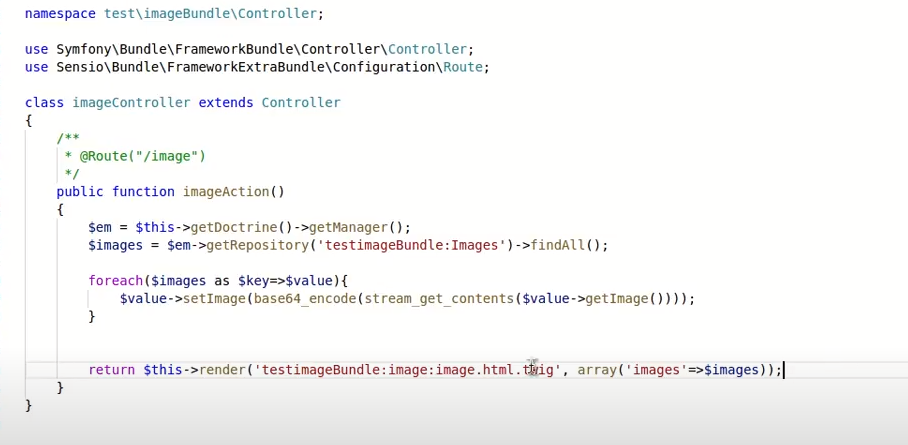 namespace test\imageBundle\Controller;
use Symfony\Bundle\FrameworkBundle\Controller\Controller;
use Sensio\Bundle\FrameworkExtraBundle\Configuration\Route;
class imageController extends Controller
{
/**
* @Route("/image")
*/
public function imageAction()
{
$em = $this->getDoctrine()->getManager();
$images = $em->getRepository('testimageBundle:Images')->findAll();
foreach($images as $key=>$value){
$value->setImage(base64_encode(stream_get_contents($value->getImage())));
}
return $this->render('testimageBundle:image:image.html.twig', array('images'=>$images));
}
}